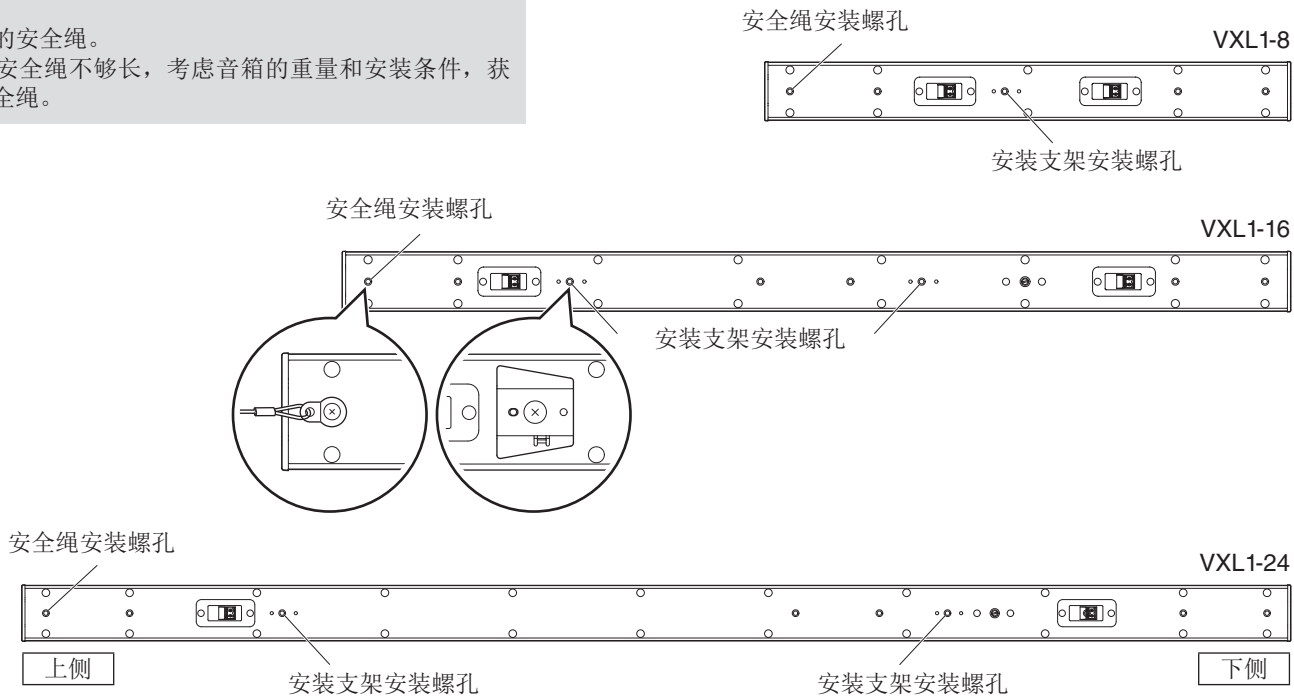 的安全绳。
安全绳不够长，考虑音箱的重量和安装条件，获
全绳。
安全绳安装螺孔
VXL1-8
安装支架安装螺孔
安全绳安装螺孔
VXL1-16
安装支架安装螺孔
安全绳安装螺孔
VXL1-24
上侧
安装支架安装螺孔
安装支架安装螺孔
下侧